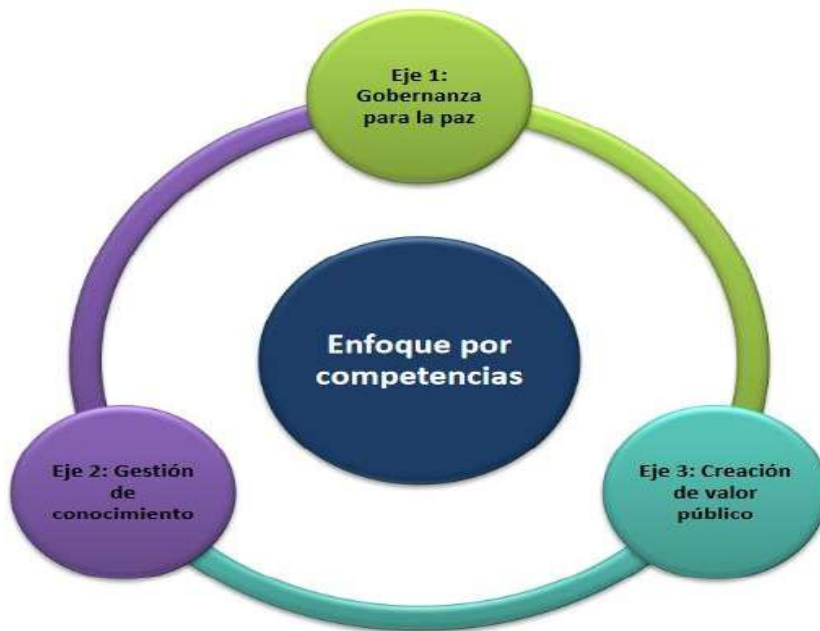 Eje 1:
Gobernanza
para la paz
Enfoque por
competencias
Eje 2: Gestión
de
conocimiento
Eje 3: Creación
de valor
público